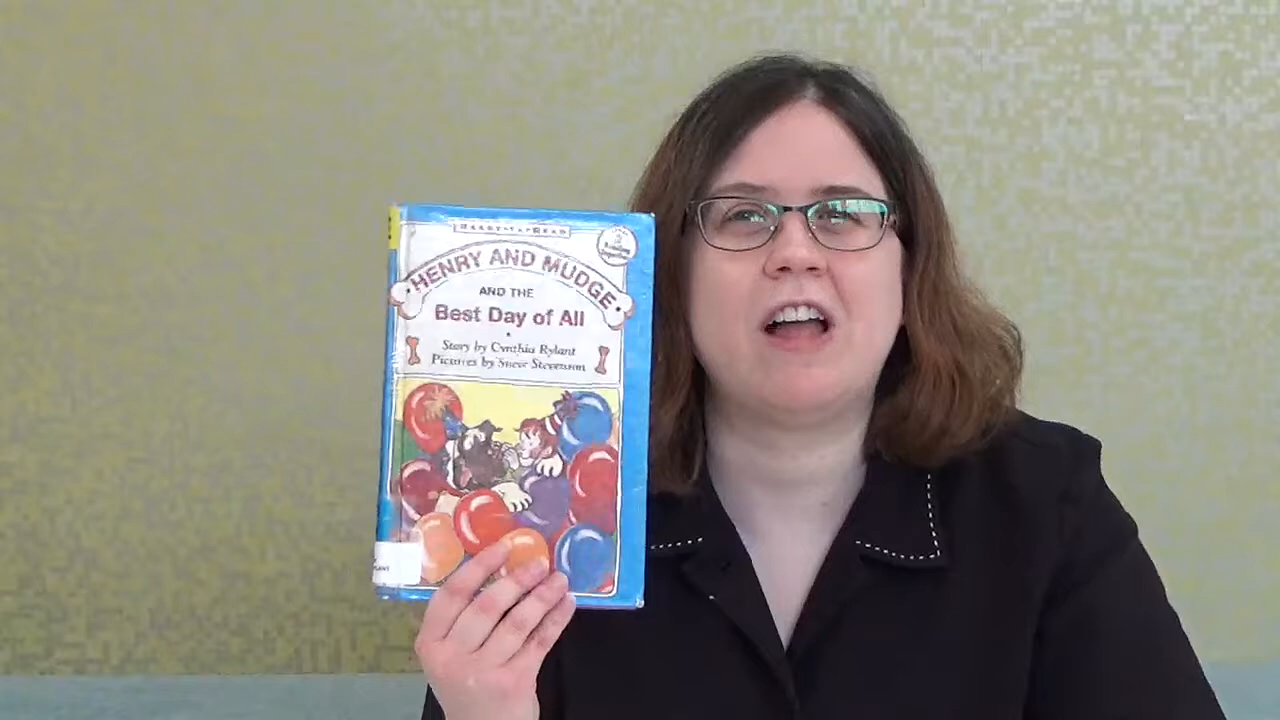 READY-TO-READ
HENRY AND MUDGE
AND THE
Best Day of All
Story by Cynthia Rylant
Pictures by Suçie Stevenson